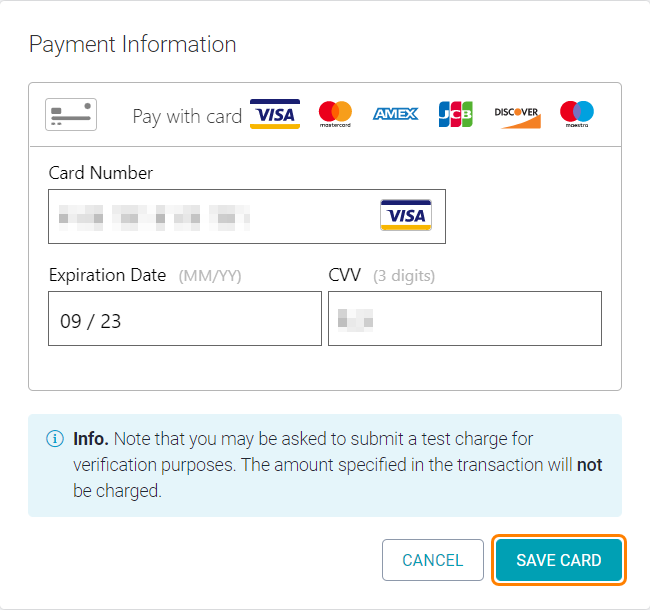 Payment Information
Pay with card VISA mastercard AMEX JCB DISCOVER maestro
Card Number
VISA
Expiration Date (MM/YY) CVV (3 digits)
09 / 23
Info. Note that you may be asked to submit a test charge for
verification purposes. The amount specified in the transaction will not
be charged.
CANCEL SAVE CARD